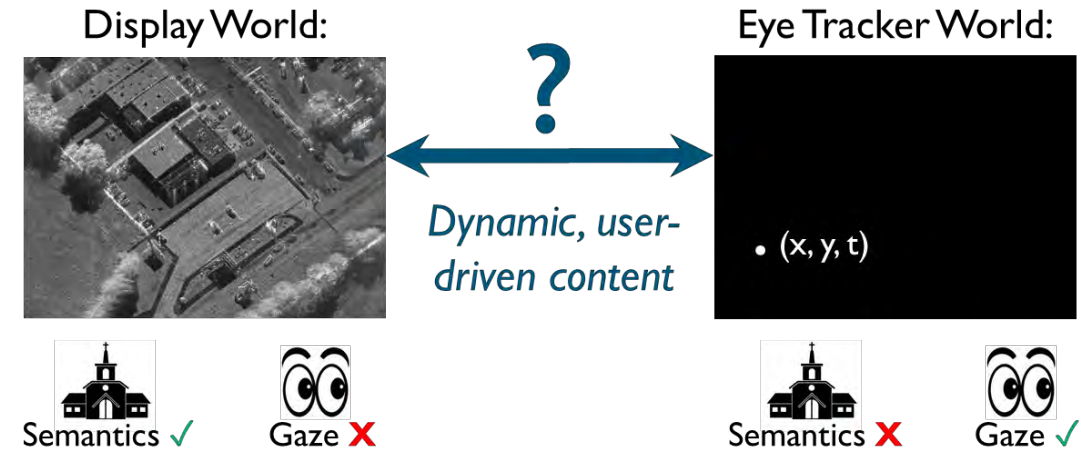 Display World:
Eye Tracker World:
?
Dynamic, user-
driven content
(x, y, t)
Semantics ✓
Gaze X
Semantics X
Gaze ✓